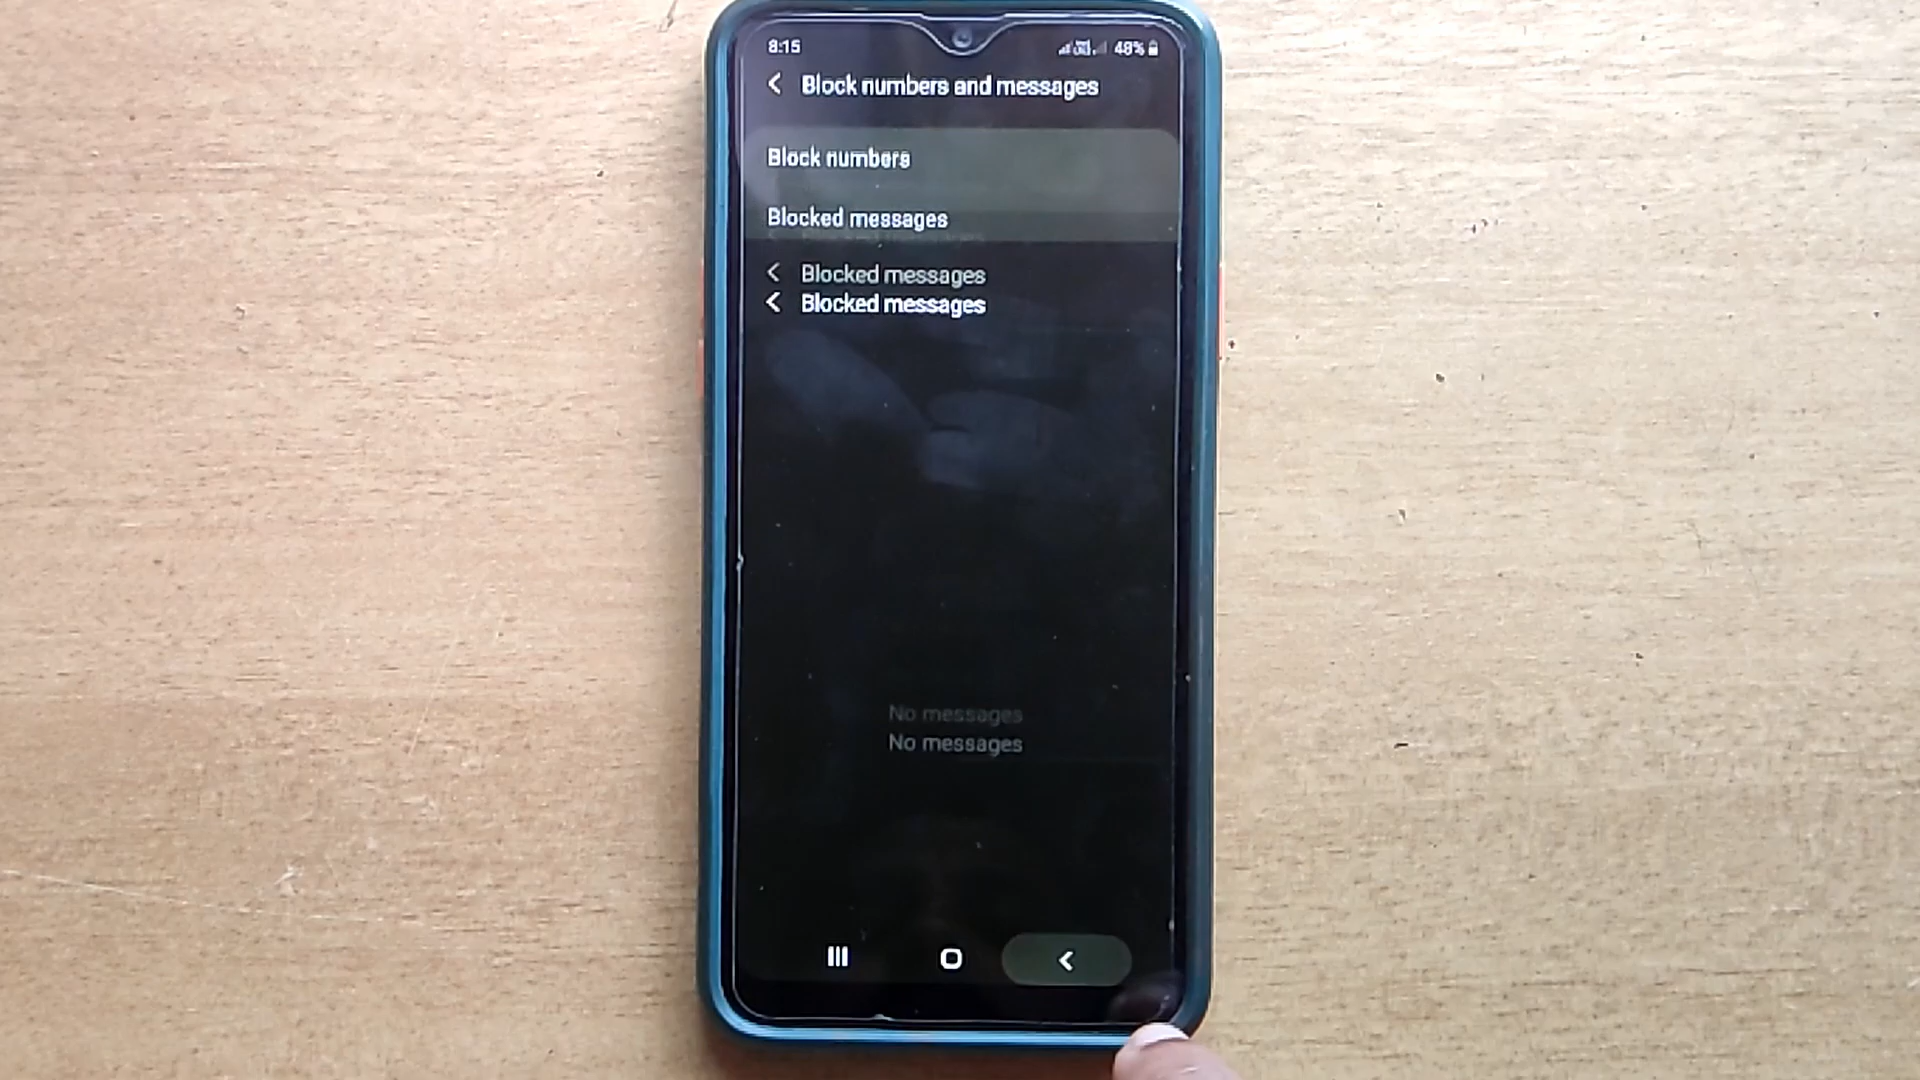 8:15
48%
Block numbers and messages
Block numbers
Blocked messages
Blocked messages
Blocked messages
No messages
No messages